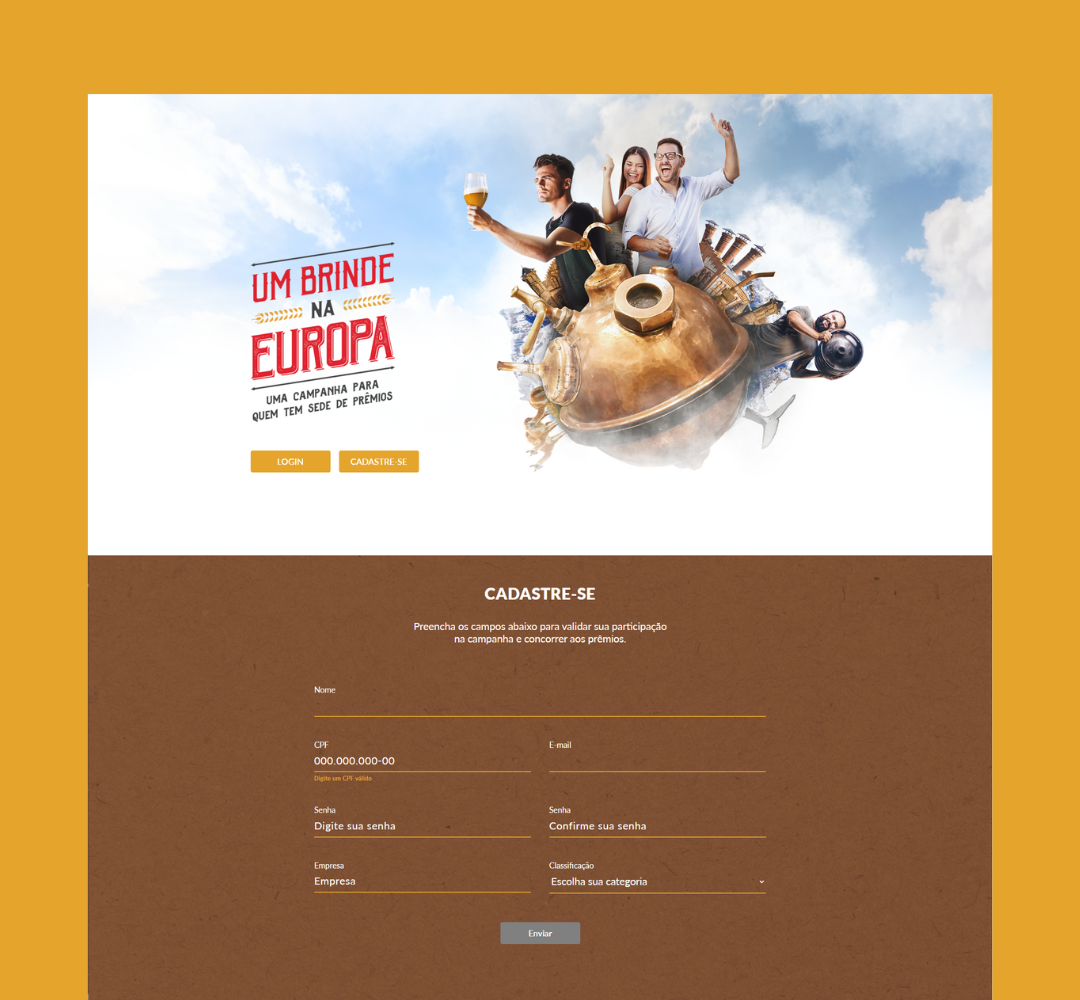 UM BRINDE
NA
EUROPA
UMA CAMPANHA PARA
QUEM TEM SEDE DE PRÊMIOS
LOGIN
CADASTRE-SE
CADASTRE-SE
Preencha os campos abaixo para validar sua participação
na campanha e concorrer aos prêmios.
Nome
CPF
000.000.000-00
Digite um CPF válido
E-mail
Senha
Digite sua senha
Senha
Confirme sua senha
Empresa
Empresa
Classificação
Escolha sua categoria
Enviar